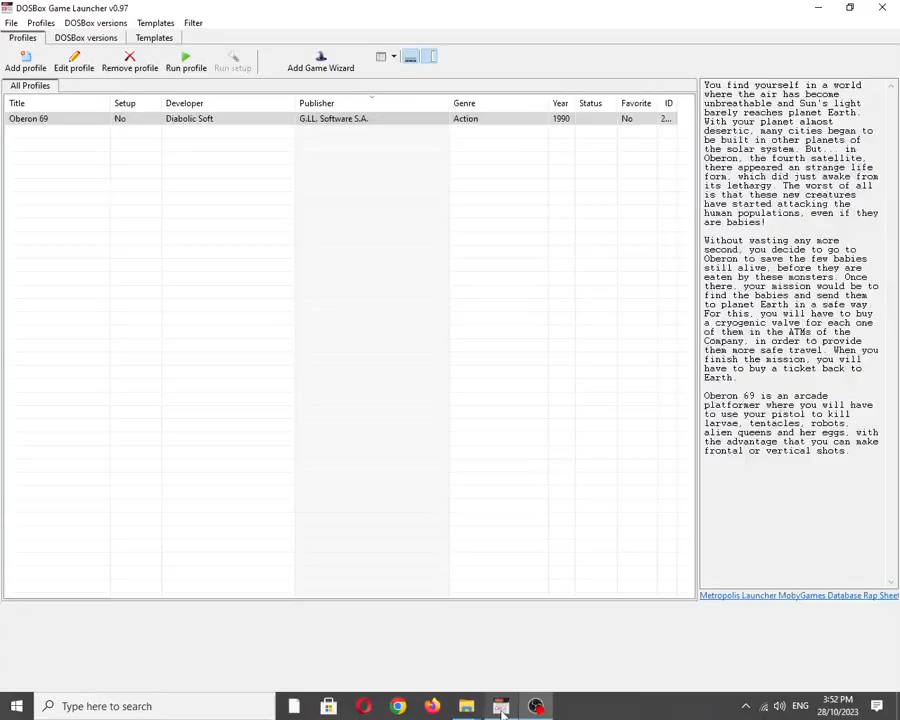 DOSBox Game Launcher v0.97
File Profiles DOSBox versions Templates Filter
Profiles DOSBox versions Templates
Add profile Edit profile Remove profile Run profile Run setup Add Game Wizard
All Profiles
Title Setup Developer Publisher Genre Year Status Favorite ID
Oberon 69 No Diabolic Soft G.LL. Software S.A. Action 1990 No 2...
You find yourself in a world
where the air has become
unbreathable and Sun's light
barely reaches planet Earth.
With your planet almost
desertic, many cities began to
be built in other planets of
the solar system. But... in
Oberon, the fourth satellite,
there appeared an strange life
form, which did just awake from
its lethargy. The worst of all
is that these new creatures
have started attacking the
human populations, even if they
are babies!
Without wasting any more
second, you decide to go to
Oberon to save the few babies
still alive, before they are
eaten by these monsters. Once
there, your mission would be to
find the babies and send them
to planet Earth in a safe way.
For this, you will have to buy
a cryogenic valve for each one
of them in the ATMs of the
Company, in order to provide
them more safe travel. When you
finish the mission, you will
have to buy a ticket back to
Earth.
Oberon 69 is an arcade
platformer where you will have
to use your pistol to kill
larvae, tentacles, robots,
alien queens and her eggs, with
the advantage that you can make
frontal or vertical shots.
Metropolis Launcher MobyGames Database Rap Sheet
Type here to search
ENG
3:52 PM
28/10/2023